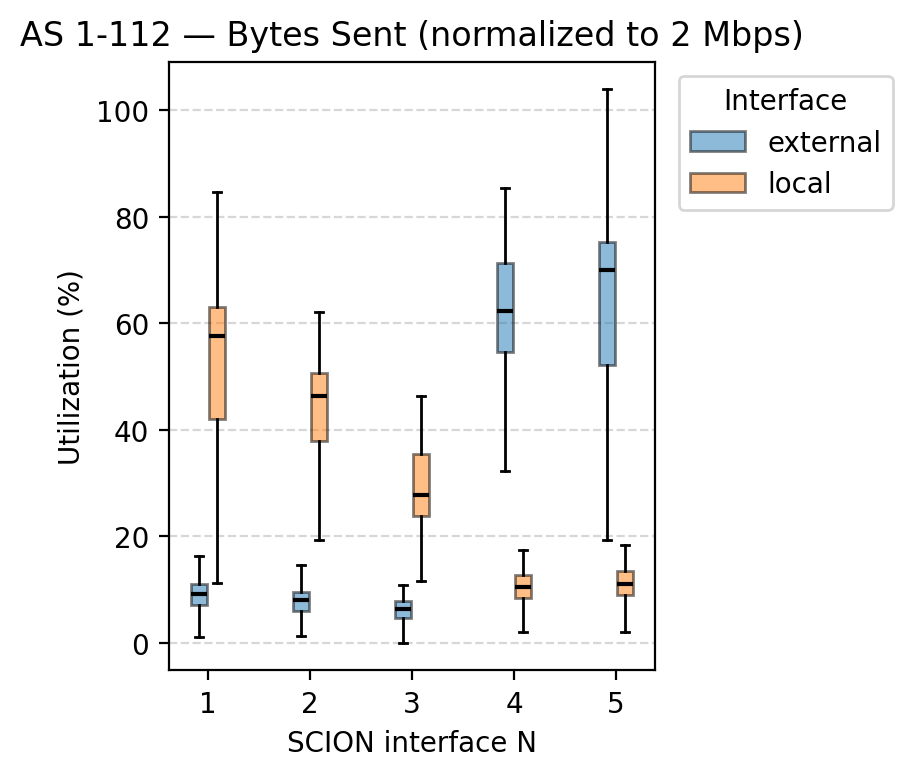 AS 1-112 — Bytes Sent (normalized to 2 Mbps)
Interface
external
local
Utilization (%)
100
80
60
40
20
0
1 2 3 4 5
SCION interface N